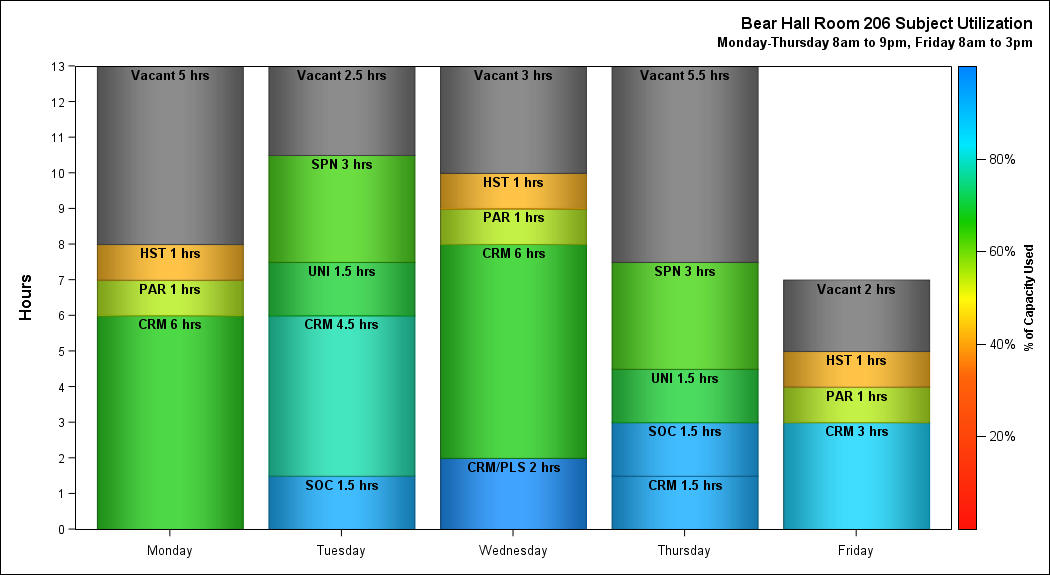 Bear Hall Room 206 Subject Utilization
Monday-Thursday 8am to 9pm, Friday 8am to 3pm
Hours
13
12
11
10
9
8
7
6
5
4
3
2
1
0
Vacant 5 hrs
HST 1 hrs
PAR 1 hrs
CRM 6 hrs
Monday
Vacant 2.5 hrs
SPN 3 hrs
UNI 1.5 hrs
CRM 4.5 hrs
SOC 1.5 hrs
Tuesday
Vacant 3 hrs
HST 1 hrs
PAR 1 hrs
CRM 6 hrs
CRM/PLS 2 hrs
Wednesday
Vacant 5.5 hrs
SPN 3 hrs
UNI 1.5 hrs
SOC 1.5 hrs
CRM 1.5 hrs
Thursday
Vacant 2 hrs
HST 1 hrs
PAR 1 hrs
CRM 3 hrs
Friday
80%
60%
40%
20%
% of Capacity Used